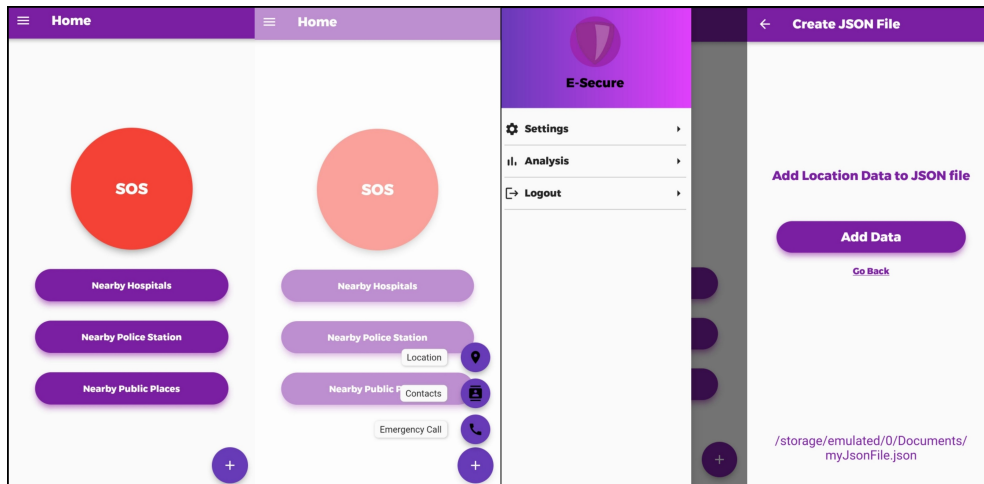 Home
SOS
Nearby Hospitals
Nearby Police Station
Nearby Public Places
+
Home
SOS
Nearby Hospitals
Nearby Police Station
Location
Nearby Public P
Contacts
Emergency Call
+
E-Secure
Settings
Analysis
Logout
+
Create JSON File
Add Location Data to JSON file
Add Data
Go Back
/storage/emulated/0/Documents/
myJsonFile.json